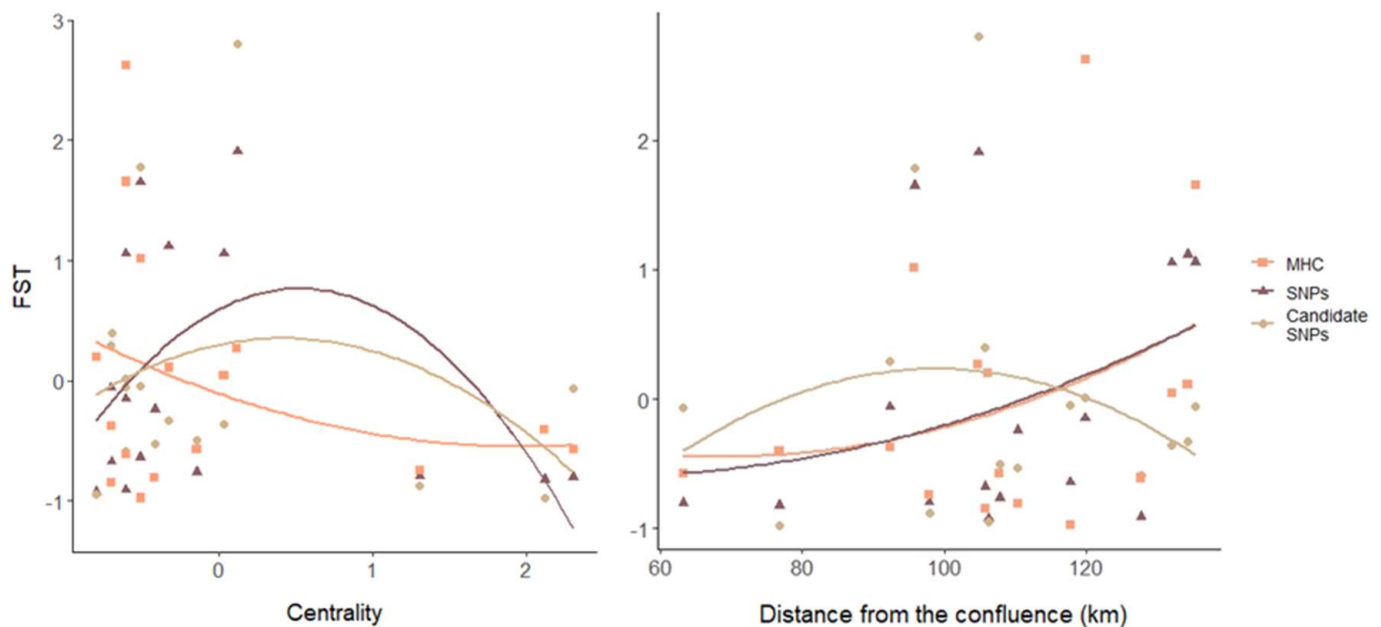 3
2
1
0
-1
FST
0
1
2
Centrality
2
1
0
-1
60
80
100
120
Distance from the confluence (km)
MHC
SNPs
Candidate
SNPs